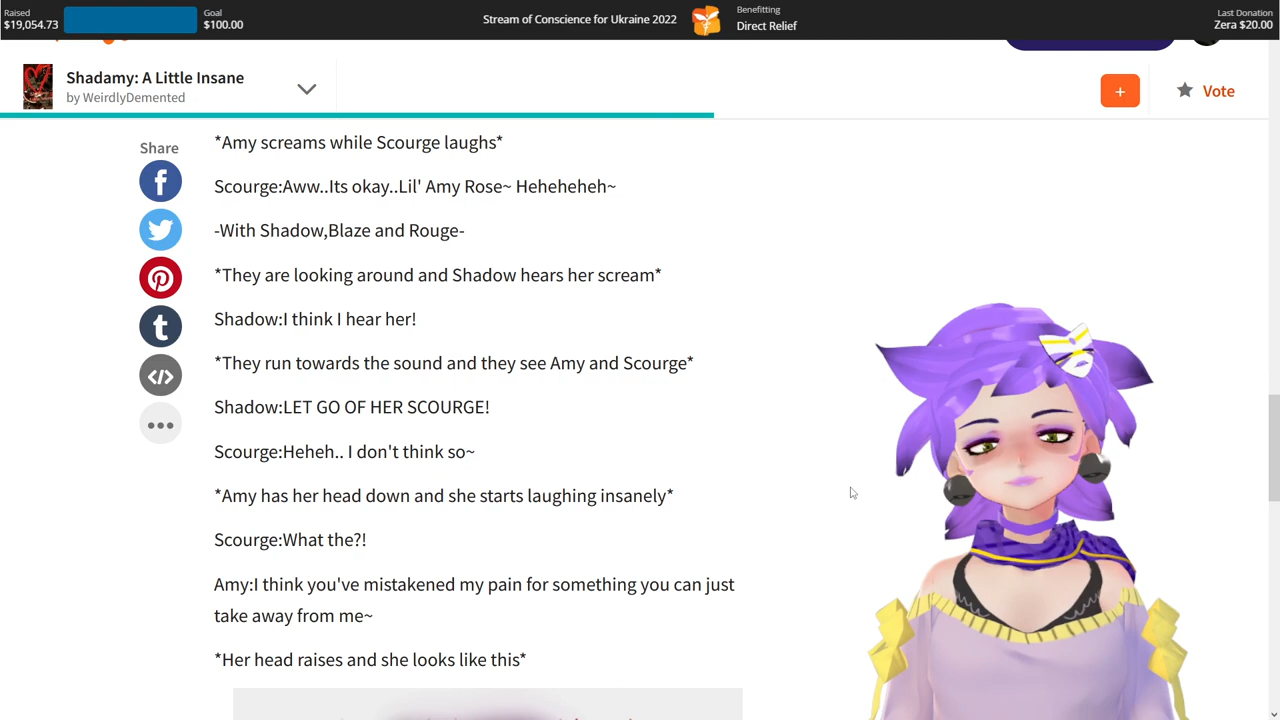 Raised
$19,054.73
Goal
$100.00
Stream of Conscience for Ukraine 2022
Benefitting
Direct Relief
Last Donation
Zera $20.00
Shadamy: A Little Insane
by WeirdlyDemented
+
Vote
Share
*Amy screams while Scourge laughs*
Scourge:Aww..Its okay..Lil' Amy Rose~ Heheheheh~
-With Shadow,Blaze and Rouge-
*They are looking around and Shadow hears her scream*
Shadow:I think I hear her!
*They run towards the sound and they see Amy and Scourge*
Shadow:LET GO OF HER SCOURGE!
Scourge:Heheh.. I don't think so~
*Amy has her head down and she starts laughing insanely*
Scourge:What the?!
Amy:I think you've mistakened my pain for something you can just
take away from me~
*Her head raises and she looks like this*